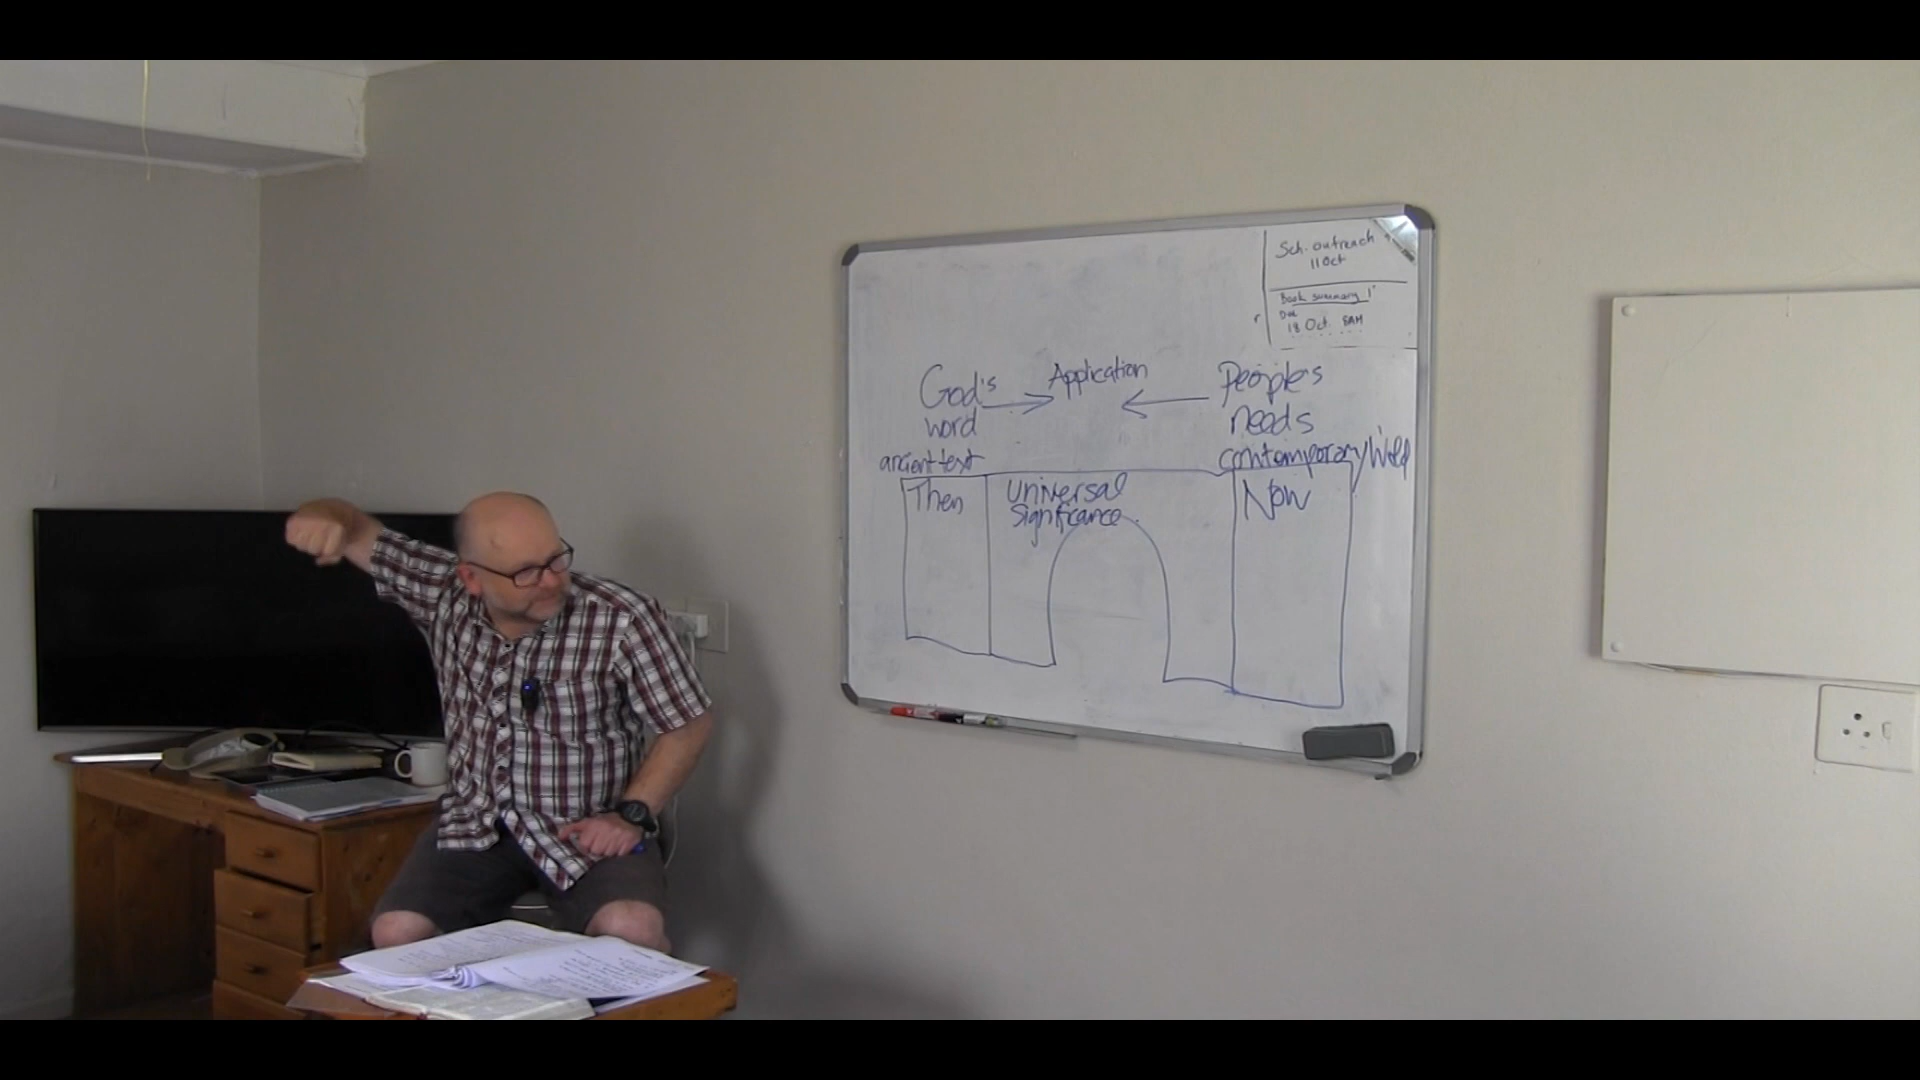 Sch. outreach
11 Oct
Book summary 1
Due
18 Oct. 8AM
God's
word
Application
People's
needs
ancient text
contemporary World
Then
Universal
Significance
Now